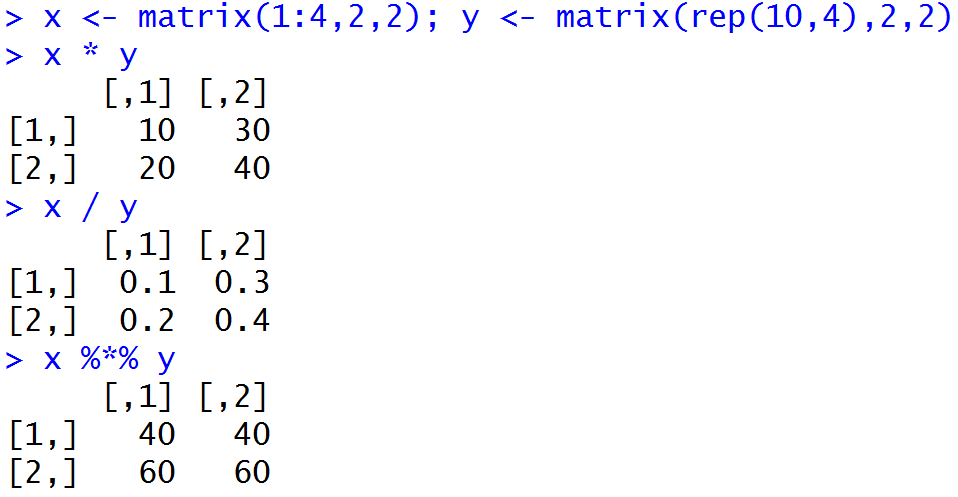 > x <- matrix(1:4,2,2); y <- matrix(rep(10,4),2,2)
> x * y
     [,1] [,2]
[1,]   10   30
[2,]   20   40
> x / y
     [,1] [,2]
[1,]  0.1  0.3
[2,]  0.2  0.4
> x %*% y
     [,1] [,2]
[1,]   40   40
[2,]   60   60